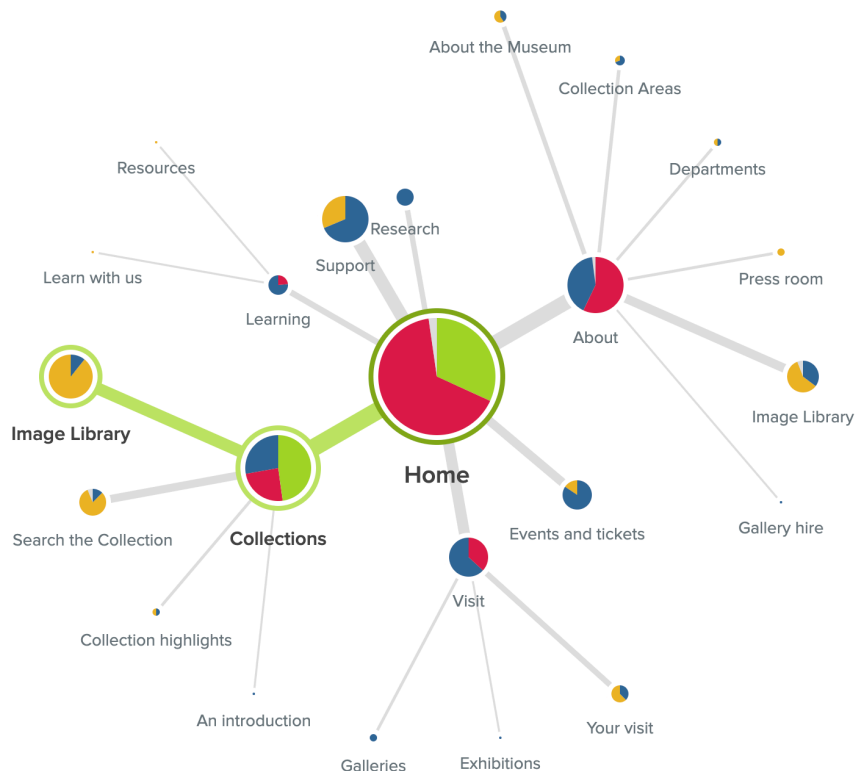 About the Museum
Collection Areas
Resources
Departments
Research
Support
Learn with us
Press room
Learning
About
Image Library
Image Library
Home
Events and tickets
Gallery hire
Search the Collection
Collections
Visit
Collection highlights
An introduction
Your visit
Galleries
Exhibitions